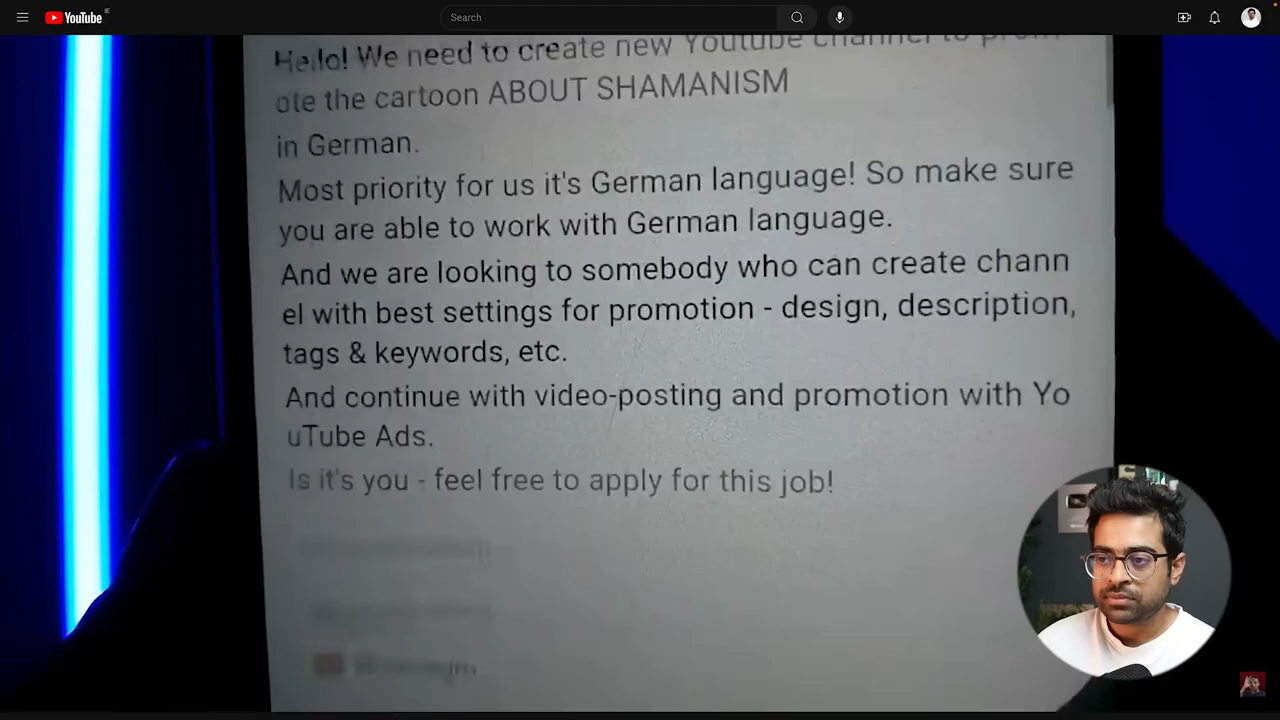 YouTube IE
Search
Hello! We need to create new Youtube channel to prom
ote the cartoon ABOUT SHAMANISM
in German.
Most priority for us it's German language! So make sure
you are able to work with German language.
And we are looking to somebody who can create chann
el with best settings for promotion - design, description,
tags & keywords, etc.
And continue with video-posting and promotion with Yo
uTube Ads.
Is it's you - feel free to apply for this job!